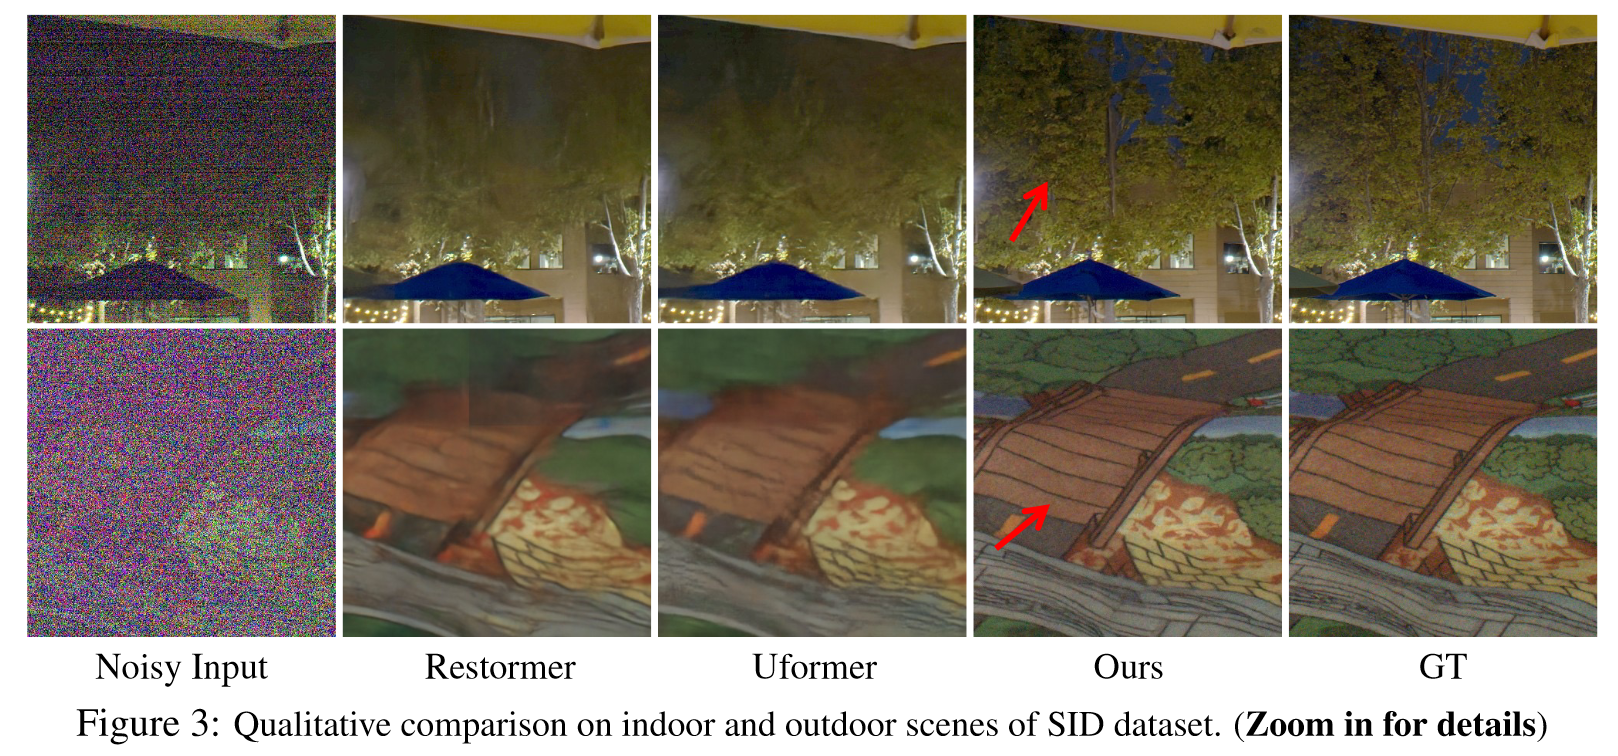 Noisy Input Restormer Uformer Ours GT
Figure 3: Qualitative comparison on indoor and outdoor scenes of SID dataset. (Zoom in for details)